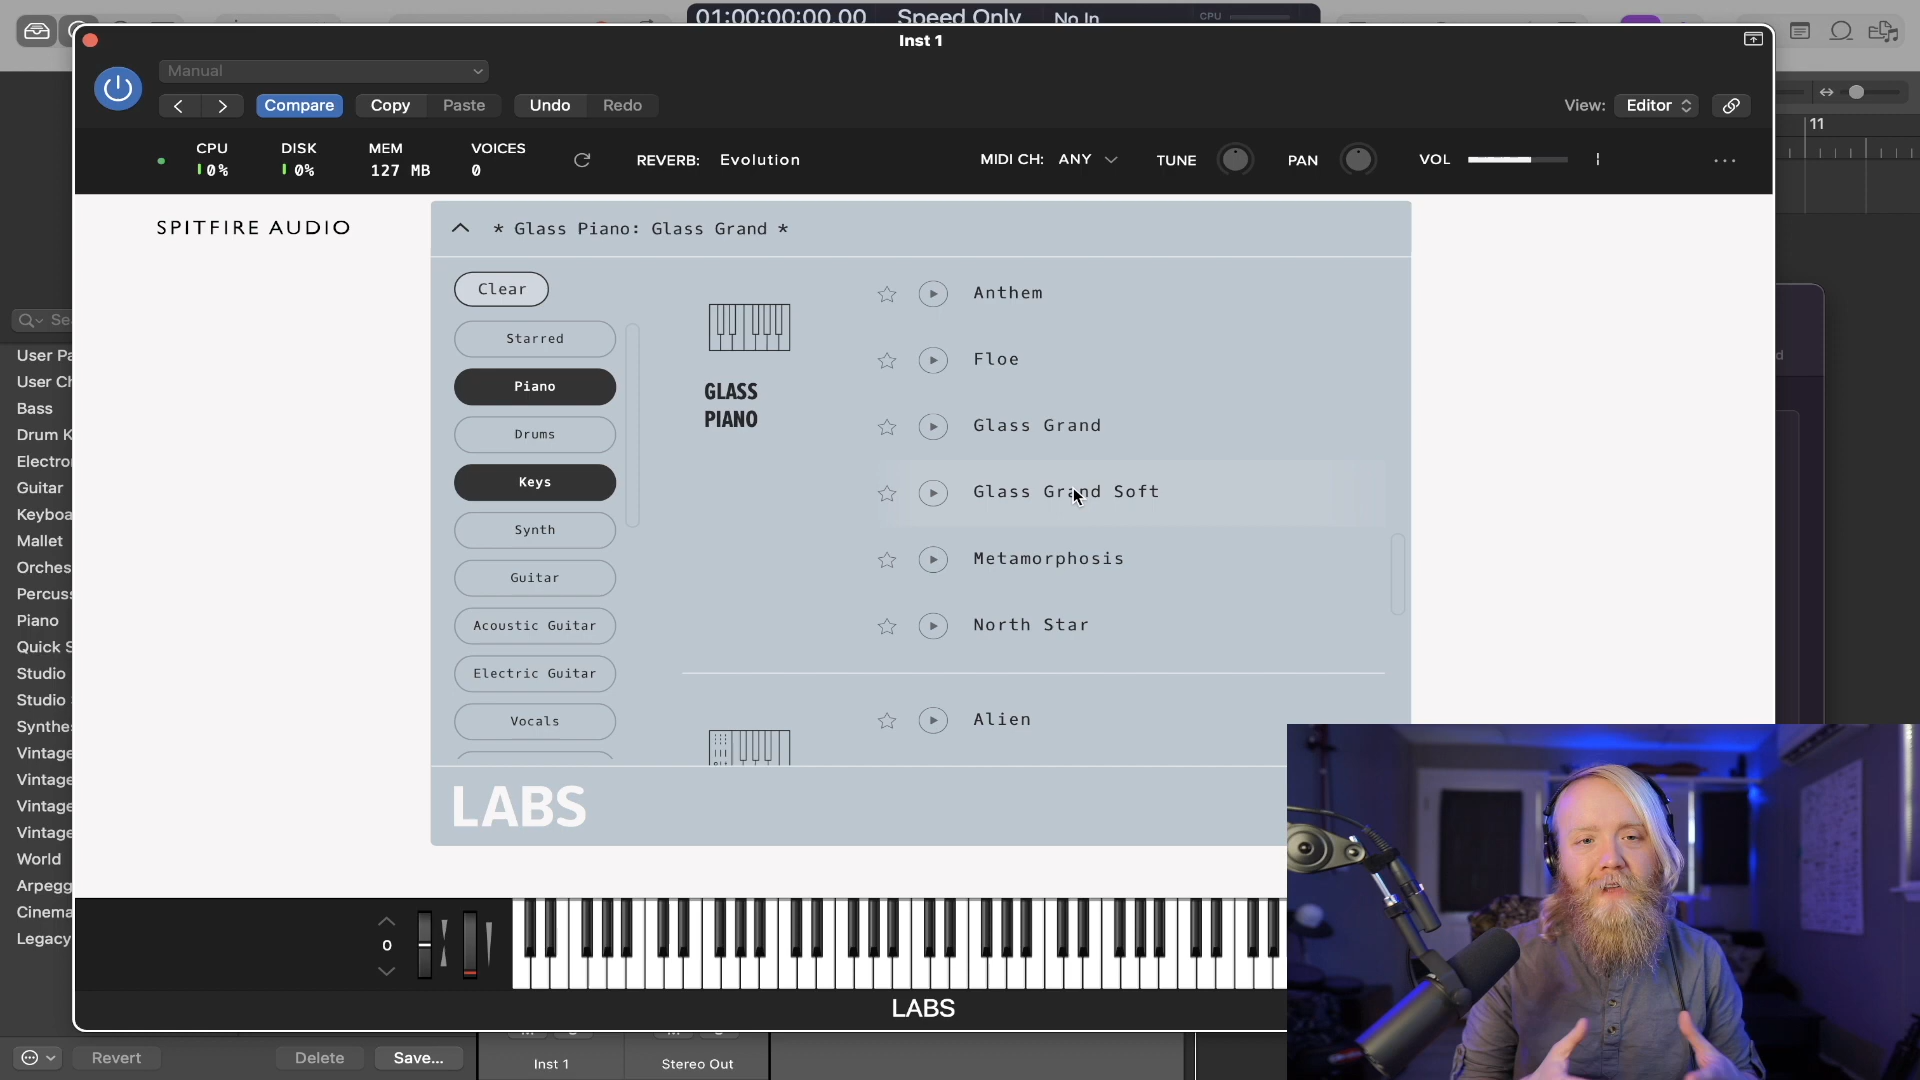 01:00:00:00.00
Speed Only
No In
CPU
Inst 1
Manual
Compare
Copy
Paste
Undo
Redo
View:
Editor
11
CPU
0%
DISK
0%
MEM
127 MB
VOICES
0
REVERB: Evolution
MIDI CH: ANY
TUNE
PAN
VOL
SPITFIRE AUDIO
* Glass Piano: Glass Grand *
Clear
Starred
Piano
Drums
Keys
Synth
Guitar
Acoustic Guitar
Electric Guitar
Vocals
GLASS
PIANO
Anthem
Floe
Glass Grand
Glass Grand Soft
Metamorphosis
North Star
Alien
LABS
0
LABS
Se
User Pa
User Ch
Bass
Drum K
Electro
Guitar
Keyboa
Mallet
Orches
Percus
Piano
Quick S
Studio
Studio
Synthe
Vintage
Vintage
Vintage
Vintage
World
Arpegg
Cinema
Legacy
Revert
Delete
Save...
Inst 1
Stereo Out